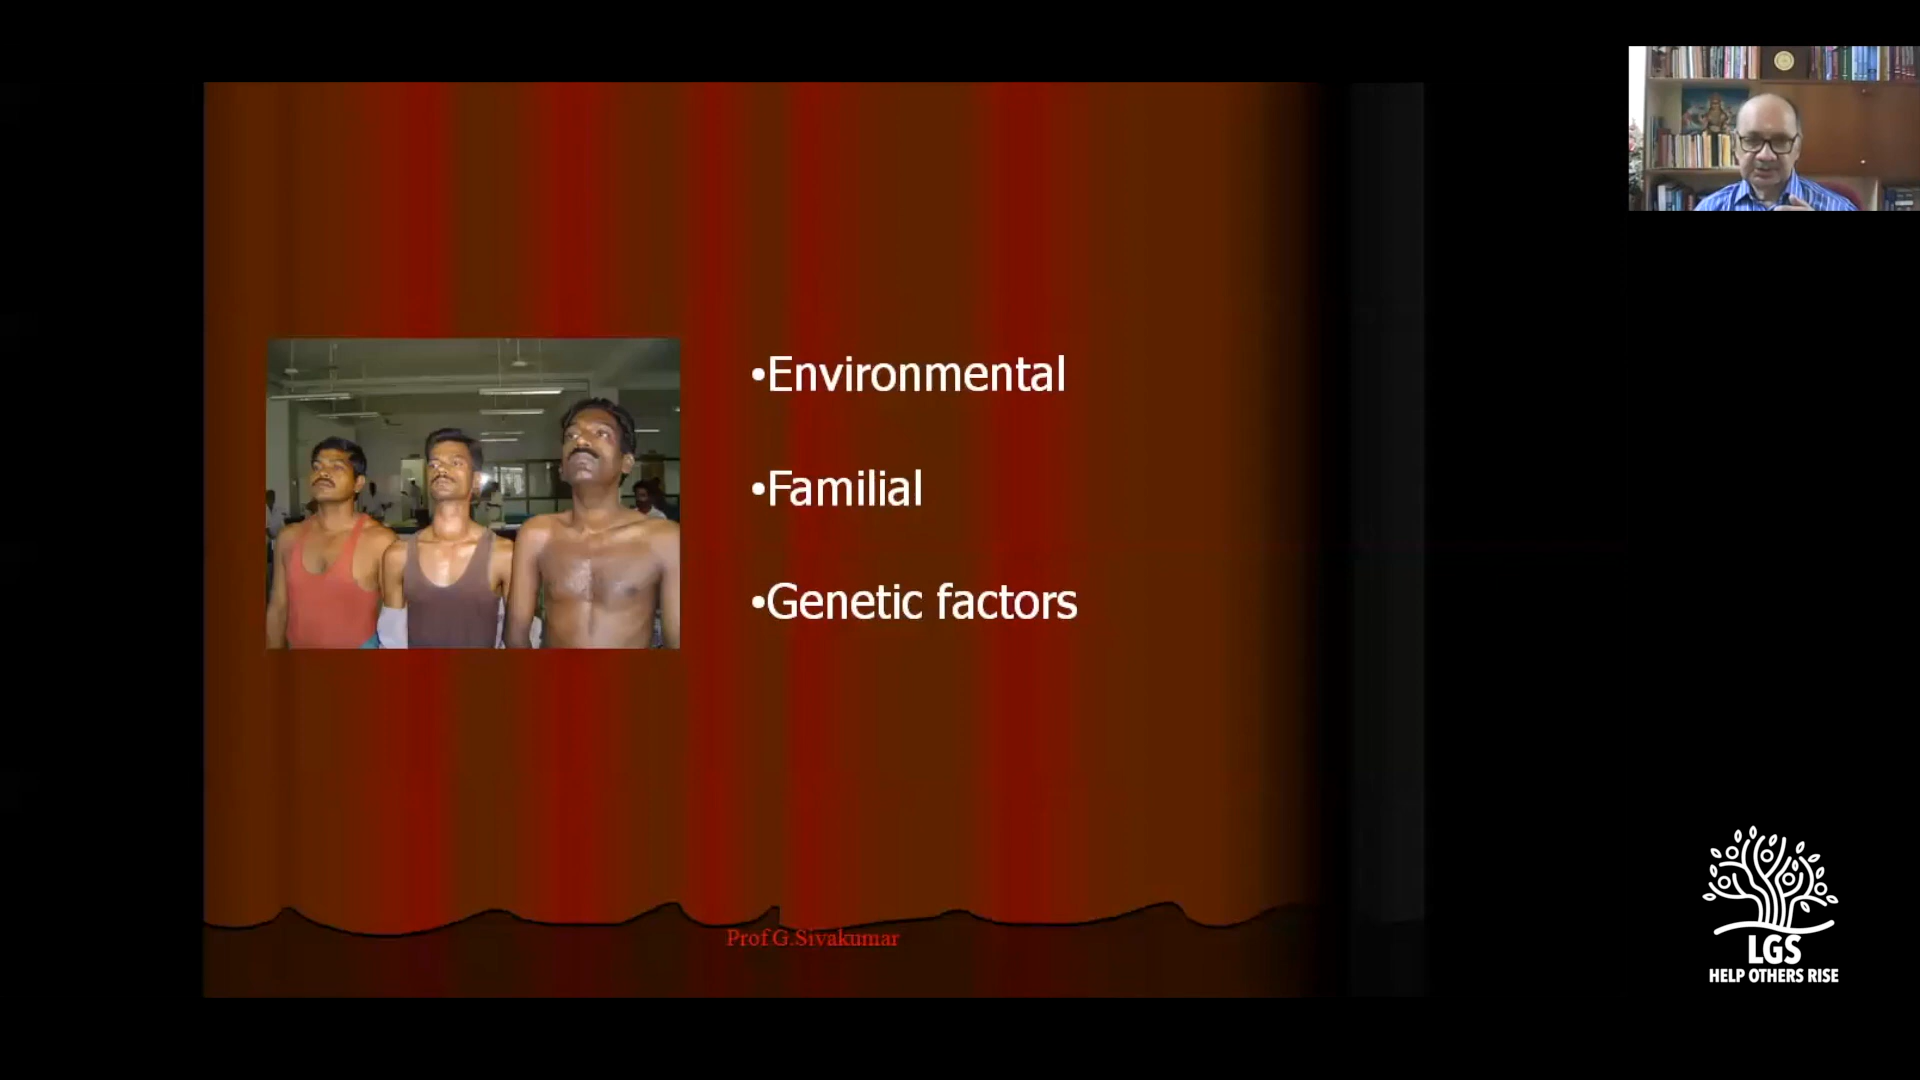 •Environmental
•Familial
•Genetic factors
Prof G.Sivakumar
LGS
HELP OTHERS RISE